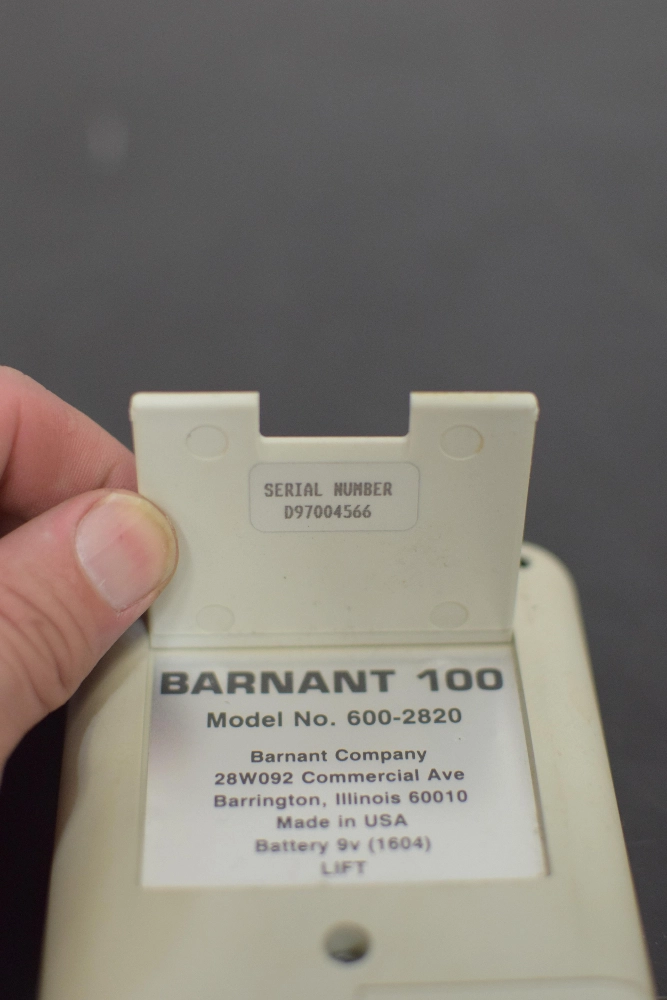 SERIAL NUMBER
D97004566
BARNANT 100
Model No. 600-2820
Barnant Company
28W092 Commercial Ave
Barrington, Illinois 60010
Made in USA
Battery 9v (1604)
LIFT